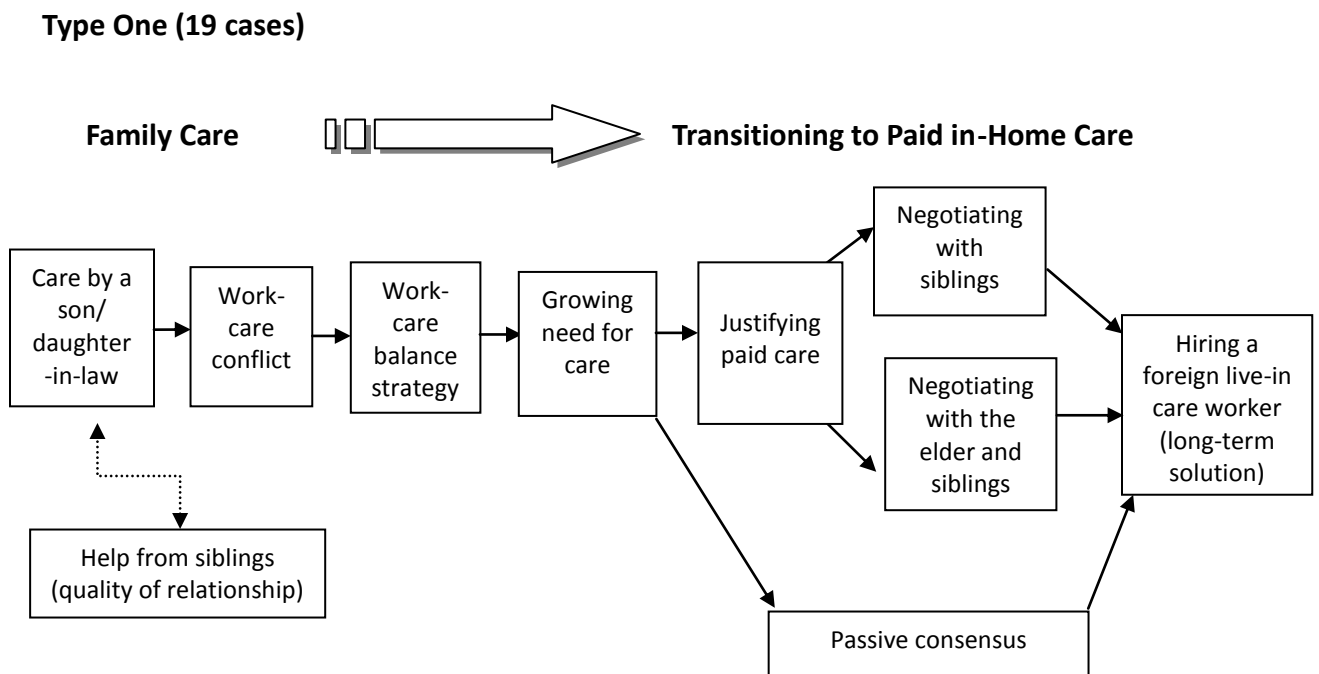 Type One (19 cases)
Family Care
Transitioning to Paid in-Home Care
Care by a
son/
daughter
-in-law
Work-
care
conflict
Work-
care
balance
strategy
Growing
need for
care
Justifying
paid care
Negotiating
with
siblings
Negotiating
with the
elder and
siblings
Hiring a
foreign live-in
care worker
(long-term
solution)
Help from siblings
(quality of relationship)
Passive consensus